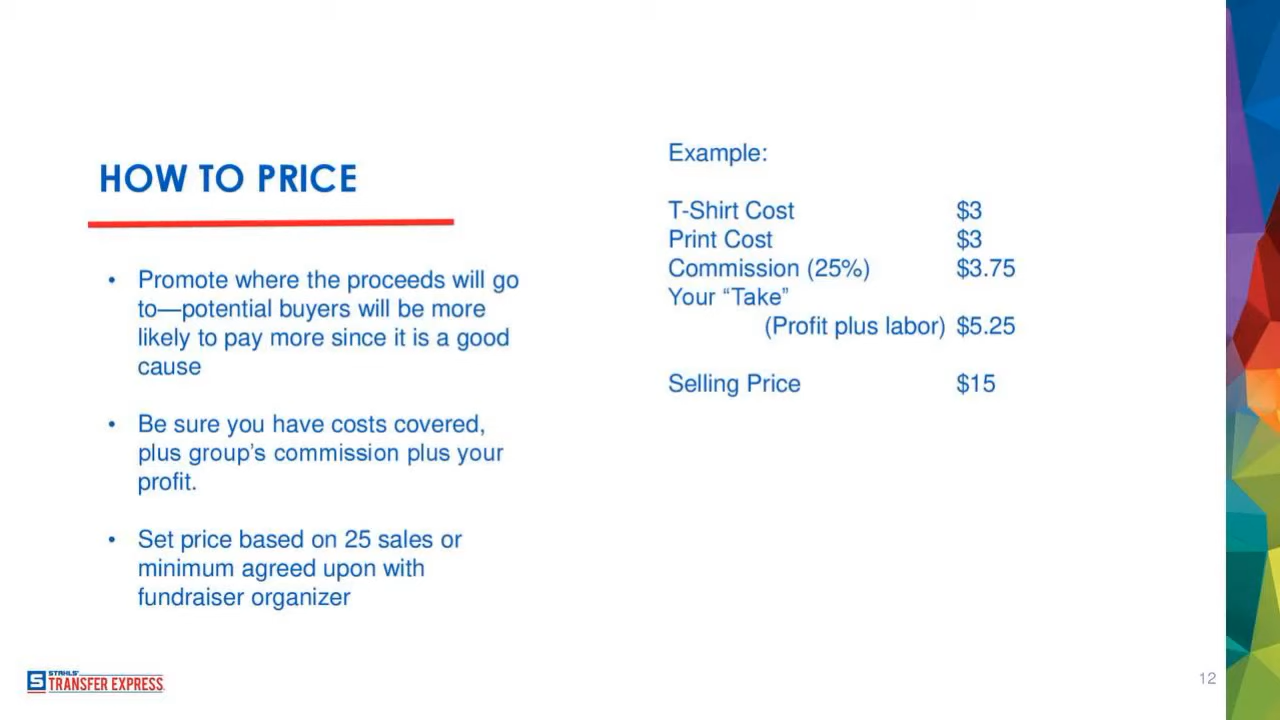 HOW TO PRICE
• Promote where the proceeds will go
to—potential buyers will be more
likely to pay more since it is a good
cause
• Be sure you have costs covered,
plus group's commission plus your
profit.
• Set price based on 25 sales or
minimum agreed upon with
fundraiser organizer
Example:
T-Shirt Cost $3
Print Cost $3
Commission (25%) $3.75
Your “Take”
(Profit plus labor) $5.25
Selling Price $15
S STAHLS'
TRANSFER EXPRESS
12